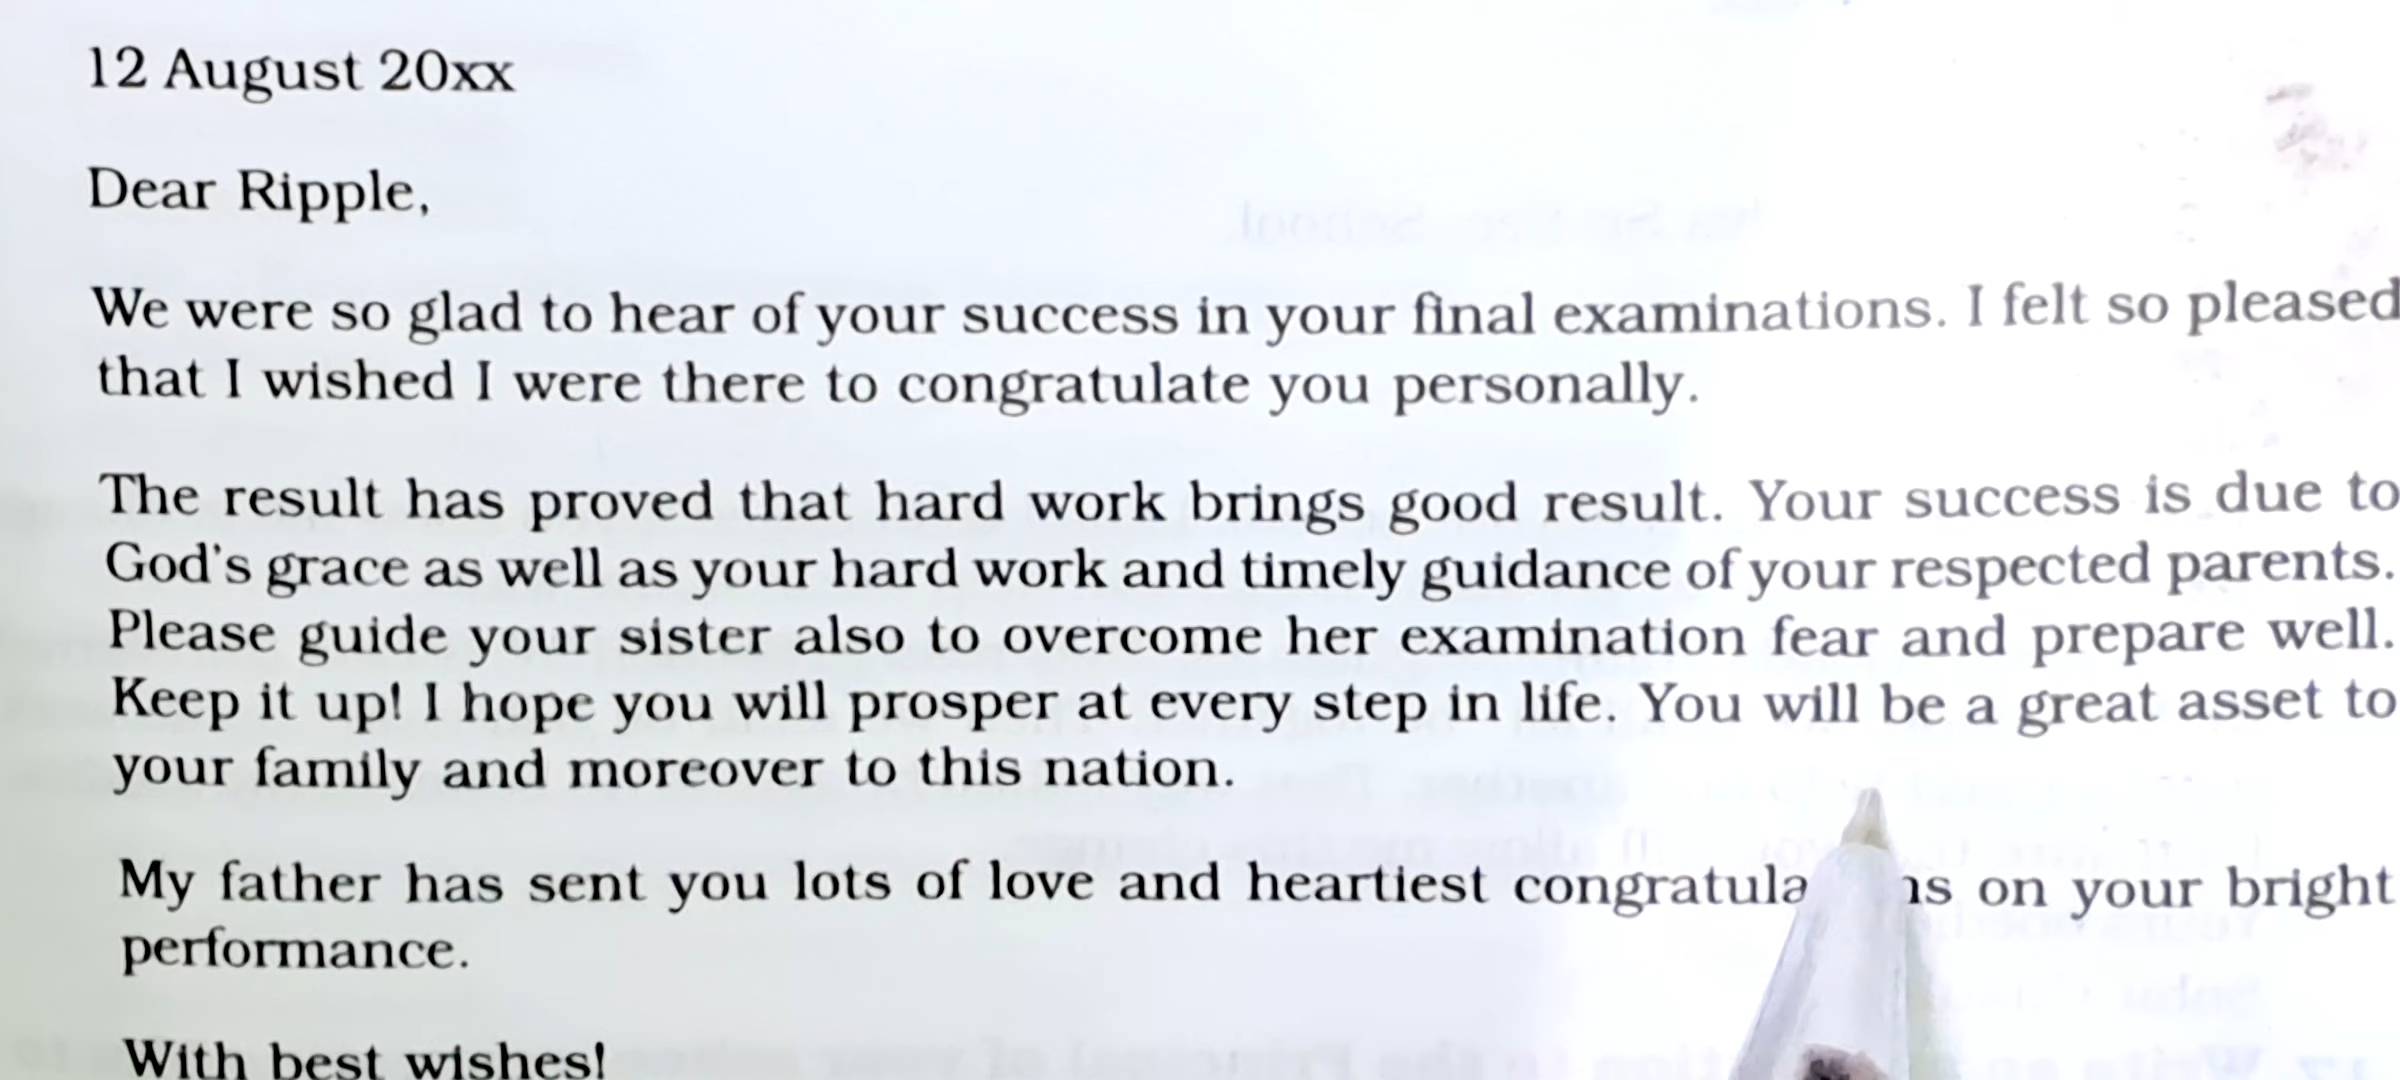 12 August 20xx
Dear Ripple,
We were so glad to hear of your success in your final examinations. I felt so pleased
that I wished I were there to congratulate you personally.
The result has proved that hard work brings good result. Your success is due to
God's grace as well as your hard work and timely guidance of your respected parents.
Please guide your sister also to overcome her examination fear and prepare well.
Keep it up! I hope you will prosper at every step in life. You will be a great asset to
your family and moreover to this nation.
My father has sent you lots of love and heartiest on your bright
performance.
With best wishes!